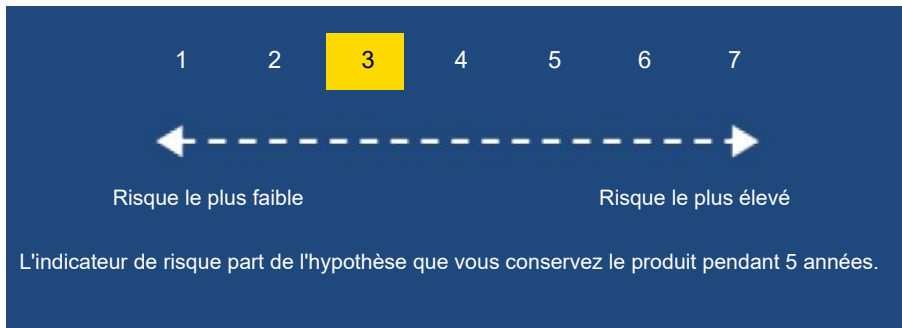 1 2 3 4 5 6 7
Risque le plus faible Risque le plus élevé
L'indicateur de risque part de l'hypothèse que vous conservez le produit pendant 5 années.